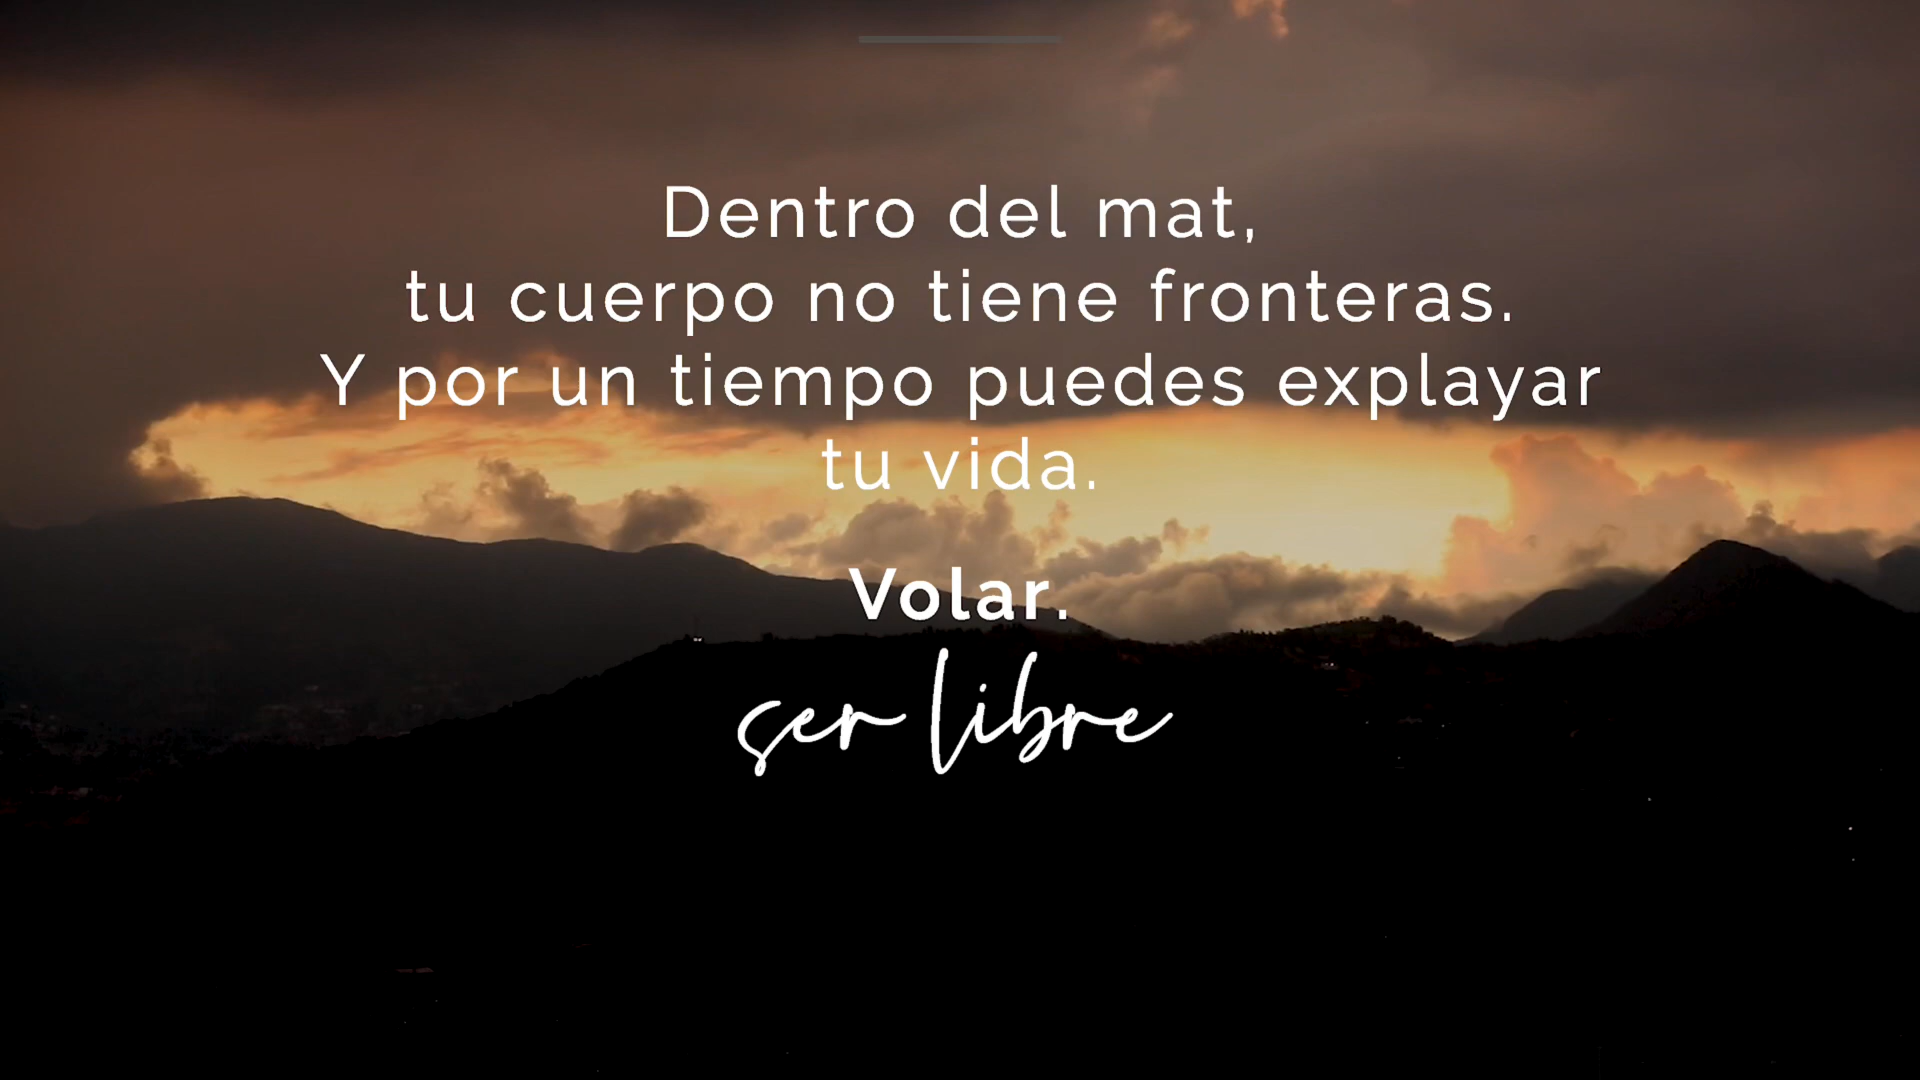 Dentro del mat,
tu cuerpo no tiene fronteras.
Y por un tiempo puedes explayar
tu vida.
Volar.
ser libre